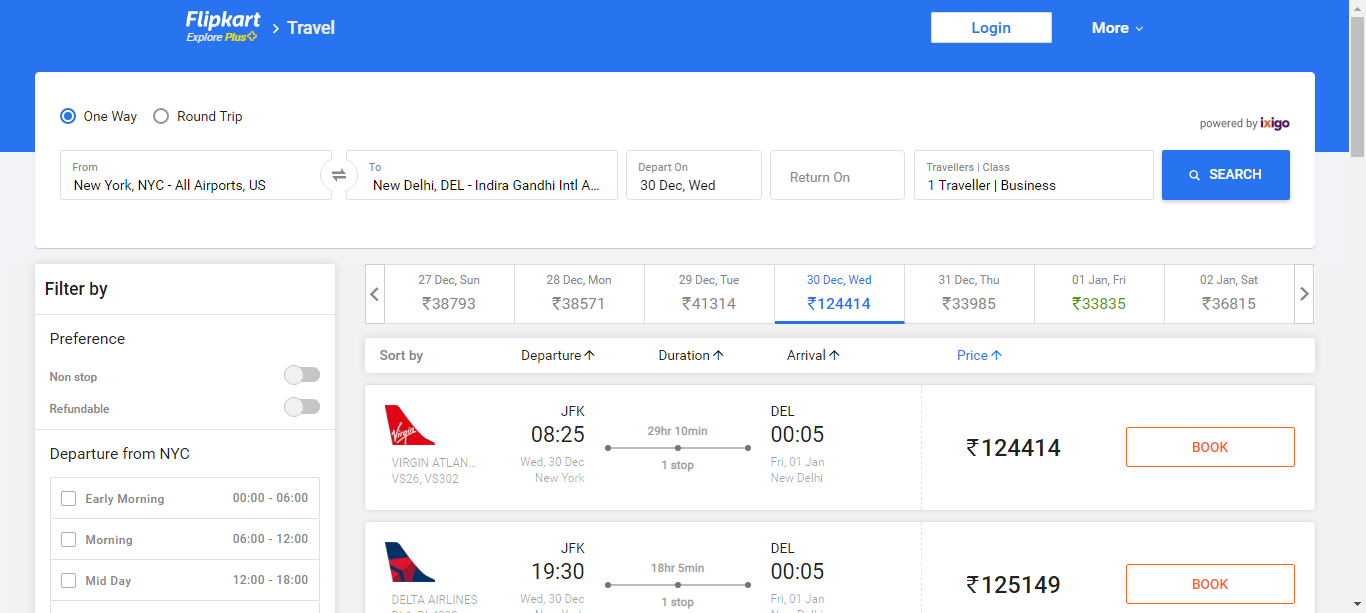 Flipkart
Explore Plus
Travel
Login
More
One Way
Round Trip
powered by ixigo
From
New York, NYC - All Airports, US
To
New Delhi, DEL - Indira Gandhi Intl A...
Depart On
30 Dec, Wed
Return On
Travellers | Class
1 Traveller | Business
SEARCH
Filter by
Preference
Non stop
Refundable
Departure from NYC
Early Morning 00:00 - 06:00
Morning 06:00 - 12:00
Mid Day 12:00 - 18:00
27 Dec, Sun
₹38793
28 Dec, Mon
₹38571
29 Dec, Tue
₹41314
30 Dec, Wed
₹124414
31 Dec, Thu
₹33985
01 Jan, Fri
₹33835
02 Jan, Sat
₹36815
Sort by Departure↑ Duration↑ Arrival↑ Price↑
Virgin
VIRGIN ATLAN...
VS26, VS302
JFK
08:25
Wed, 30 Dec
New York
29hr 10min
1 stop
DEL
00:05
Fri, 01 Jan
New Delhi
₹124414
BOOK
DELTA AIRLINES
JFK
19:30
Wed, 30 Dec
New York
18hr 5min
1 stop
DEL
00:05
Fri, 01 Jan
New Delhi
₹125149
BOOK